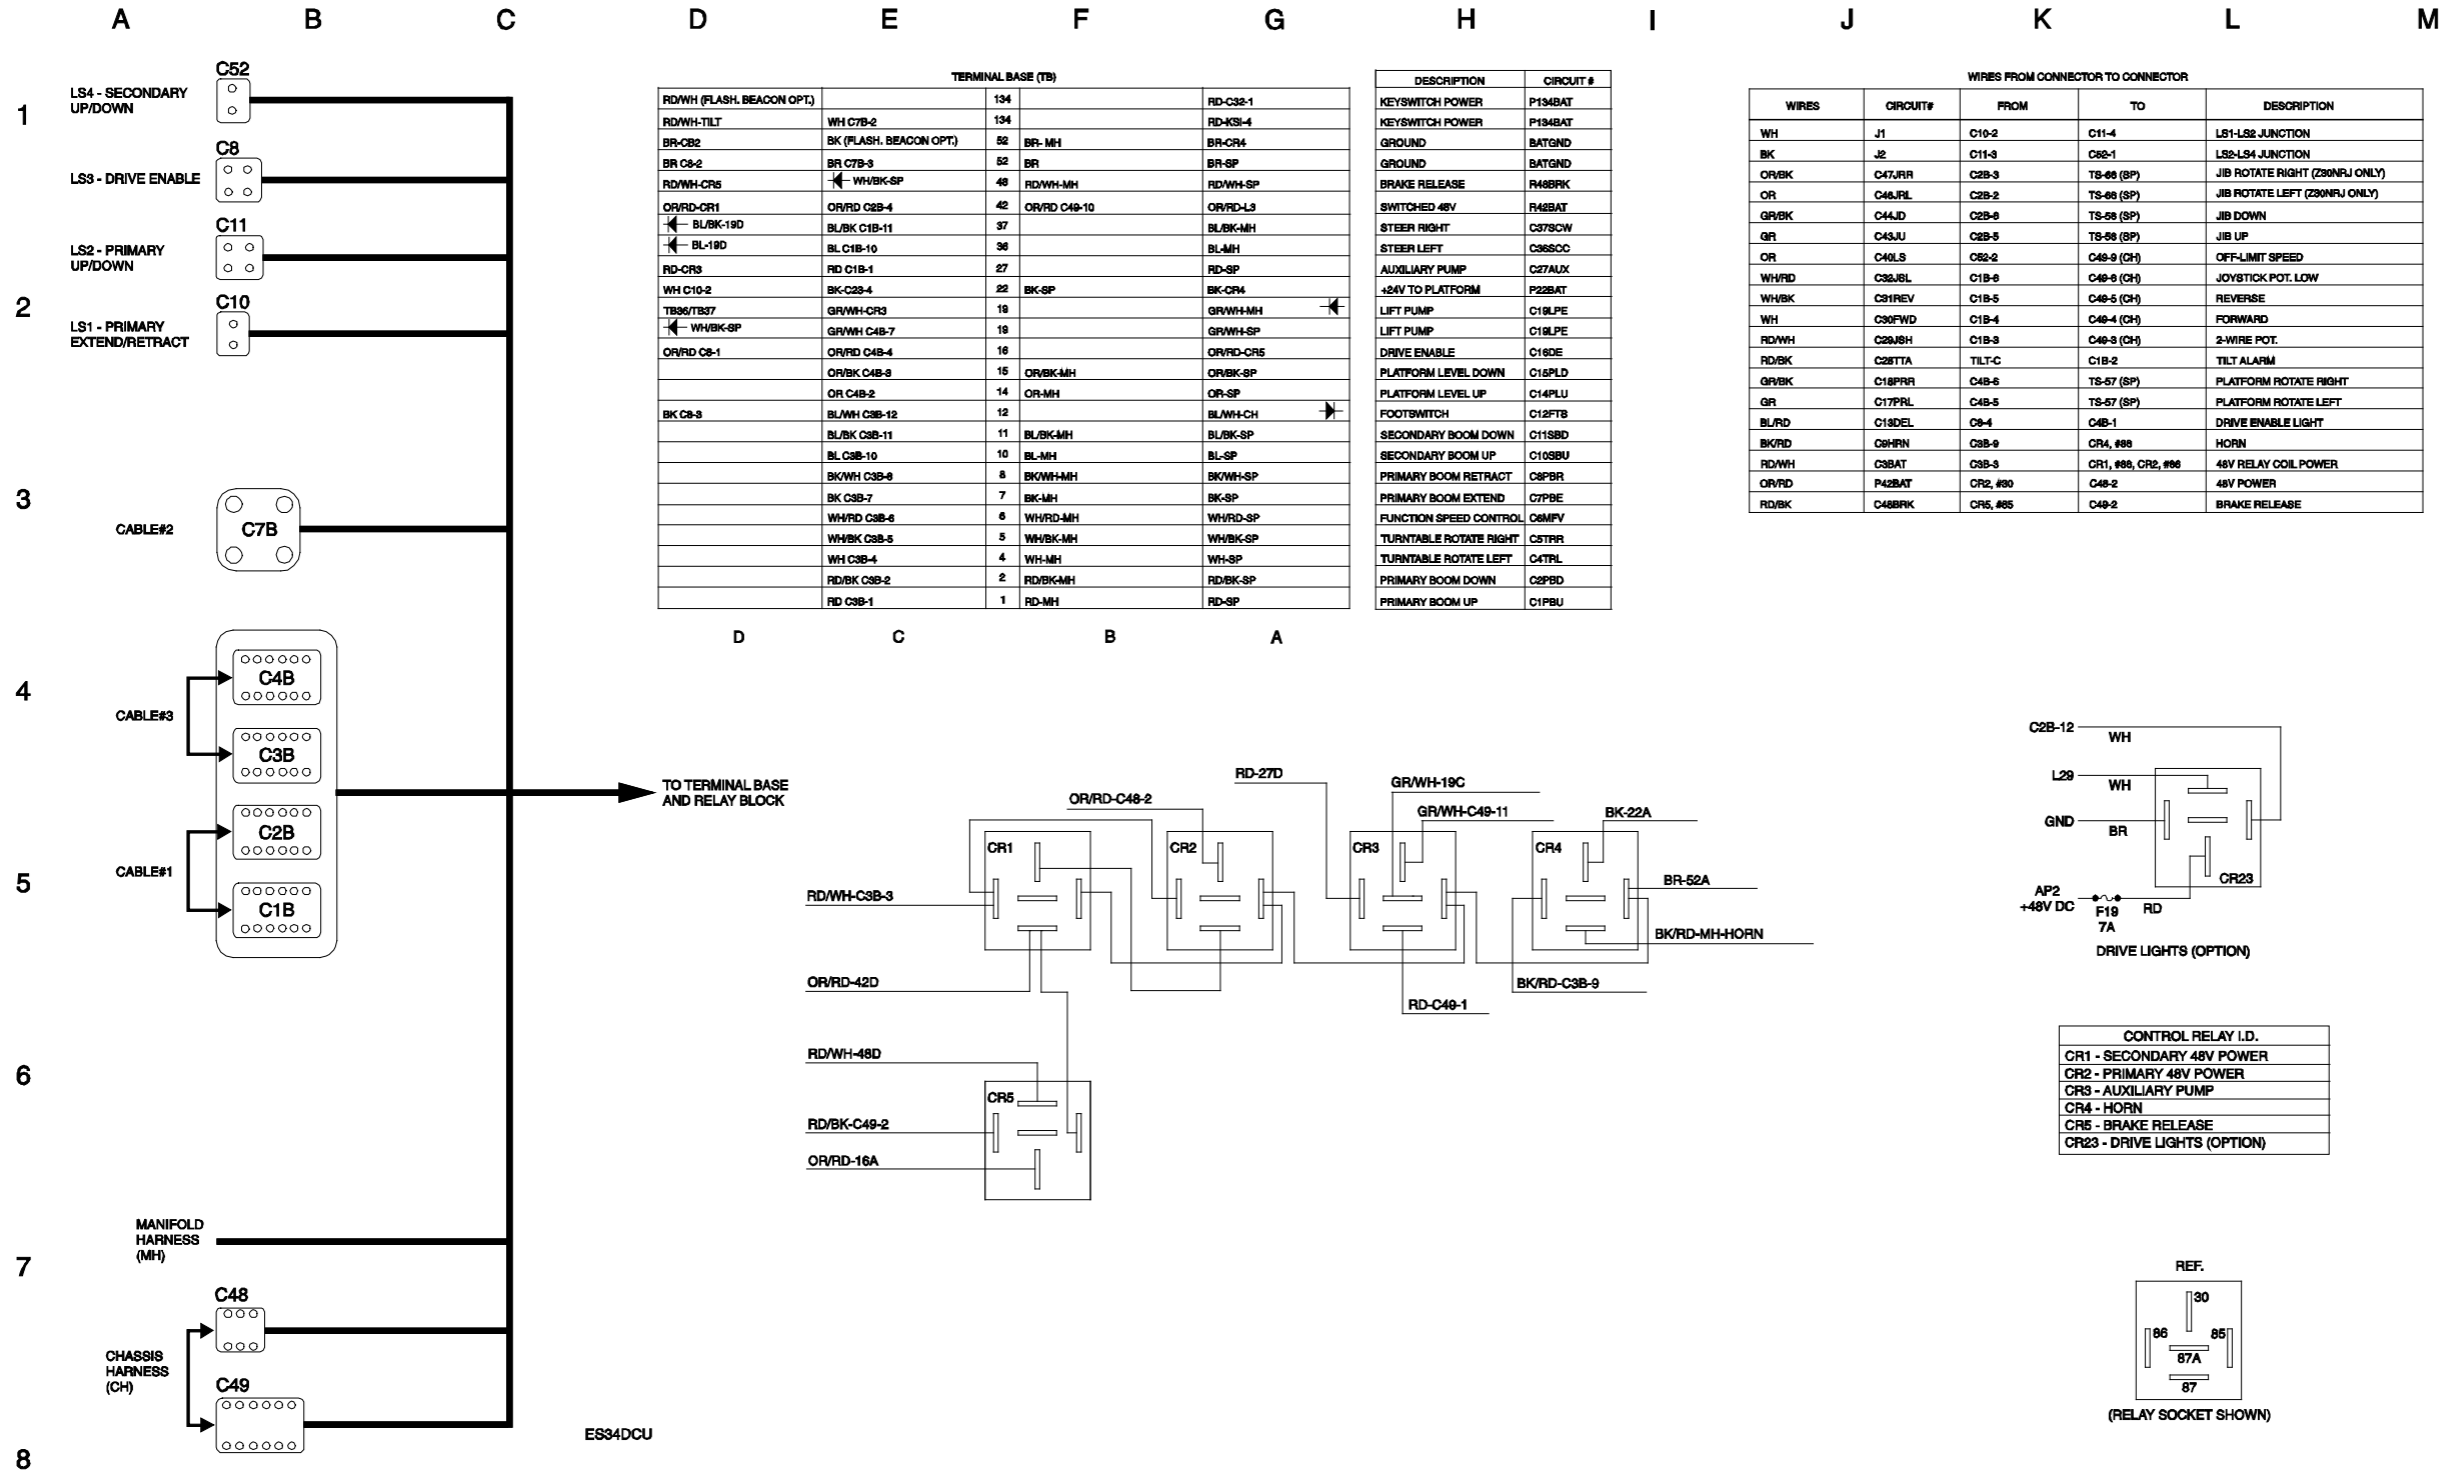 A B C D E F G H I J K L M
1
2
3
4
5
6
7
8
C52
LS4 - SECONDARY
UP/DOWN
C8
LS3 - DRIVE ENABLE
C11
LS2 - PRIMARY
UP/DOWN
C10
LS1 - PRIMARY
EXTEND/RETRACT
CABLE#2
C7B
C4B
CABLE#3
C3B
C2B
CABLE#1
C1B
TO TERMINAL BASE
AND RELAY BLOCK
MANIFOLD
HARNESS
(MH)
C48
CHASSIS
HARNESS
(CH)
C49
ES34DCU
TERMINAL BASE (TB)
DESCRIPTION CIRCUIT #
RD/WH (FLASH. BEACON OPT.) 134 RD-C32-1 KEYSWITCH POWER P134BAT
RD/WH-TILT WH C7B-2 134 RD-KSI-4 KEYSWITCH POWER P134BAT
BR-CB2 BK (FLASH. BEACON OPT.) 52 BR- MH BR-CR4 GROUND BATGND
BR C8-2 BR C7B-3 52 BR BR-SP GROUND BATGND
RD/WH-CR5 WH/BK-SP 48 RD/WH-MH RD/WH-SP BRAKE RELEASE R48BRK
OR/RD-CR1 OR/RD C2B-4 42 OR/RD C49-10 OR/RD-L3 SWITCHED 48V R42BAT
BL/BK-19D BL/BK C1B-11 37 BL/BK-MH STEER RIGHT C37SCW
BL-19D BL C1B-10 36 BL-MH STEER LEFT C36SCC
RD-CR3 RD C1B-1 27 RD-SP AUXILIARY PUMP C27AUX
WH C10-2 BK-C23-4 22 BK-SP BK-CR4 +24V TO PLATFORM P22BAT
TB36/TB37 GR/WH-CR3 19 GR/WH-MH LIFT PUMP C19LPE
WH/BK-SP GR/WH C4B-7 19 GR/WH-SP LIFT PUMP C19LPE
OR/RD C8-1 OR/RD C4B-4 16 OR/RD-CR5 DRIVE ENABLE C16DE
OR/BK C4B-3 15 OR/BK-MH OR/BK-SP PLATFORM LEVEL DOWN C15PLD
OR C4B-2 14 OR-MH OR-SP PLATFORM LEVEL UP C14PLU
BK C8-3 BL/WH C3B-12 12 BL/WH-CH FOOTSWITCH C12FTS
BL/BK C3B-11 11 BL/BK-MH BL/BK-SP SECONDARY BOOM DOWN C11SBD
BL C3B-10 10 BL-MH BL-SP SECONDARY BOOM UP C10SBU
BK/WH C3B-8 8 BK/WH-MH BK/WH-SP PRIMARY BOOM RETRACT C8PBR
BK C3B-7 7 BK-MH BK-SP PRIMARY BOOM EXTEND C7PBE
WH/RD C3B-6 6 WH/RD-MH WH/RD-SP FUNCTION SPEED CONTROL C6MFV
WH/BK C3B-5 5 WH/BK-MH WH/BK-SP TURNTABLE ROTATE RIGHT C5TRR
WH C3B-4 4 WH-MH WH-SP TURNTABLE ROTATE LEFT C4TRL
RD/BK C3B-2 2 RD/BK-MH RD/BK-SP PRIMARY BOOM DOWN C2PBD
RD C3B-1 1 RD-MH RD-SP PRIMARY BOOM UP C1PBU
D C B A
WIRES FROM CONNECTOR TO CONNECTOR
WIRES CIRCUIT# FROM TO DESCRIPTION
WH J1 C10-2 C11-4 LS1-LS2 JUNCTION
BK J2 C11-3 C52-1 LS2-LS4 JUNCTION
OR/BK C47JRR C2B-3 TS-68 (SP) JIB ROTATE RIGHT (Z30NRJ ONLY)
OR C46JRL C2B-2 TS-68 (SP) JIB ROTATE LEFT (Z30NRJ ONLY)
GR/BK C44JD C2B-6 TS-58 (SP) JIB DOWN
GR C43JU C2B-5 TS-58 (SP) JIB UP
OR C40LS C52-2 C49-9 (CH) OFF-LIMIT SPEED
WH/RD C32JSL C1B-6 C49-6 (CH) JOYSTICK POT. LOW
WH/BK C31REV C1B-5 C49-5 (CH) REVERSE
WH C30FWD C1B-4 C49-4 (CH) FORWARD
RD/WH C29JSH C1B-3 C49-3 (CH) 2-WIRE POT.
RD/BK C28TTA TILT-C C1B-2 TILT ALARM
GR/BK C18PRR C4B-6 TS-57 (SP) PLATFORM ROTATE RIGHT
GR C17PRL C4B-5 TS-57 (SP) PLATFORM ROTATE LEFT
BL/RD C13DEL C8-4 C4B-1 DRIVE ENABLE LIGHT
BK/RD C9HRN C3B-9 CR4, #86 HORN
RD/WH C3BAT C3B-3 CR1, #86, CR2, #86 48V RELAY COIL POWER
OR/RD P42BAT CR2, #30 C48-2 48V POWER
RD/BK C48BRK CR5, #85 C49-2 BRAKE RELEASE
RD-27D
GR/WH-19C
OR/RD-C48-2
GR/WH-C49-11
BK-22A
CR1
CR2
CR3
CR4
RD/WH-C3B-3
BR-52A
BK/RD-MH-HORN
OR/RD-42D
BK/RD-C3B-9
RD-C49-1
RD/WH-48D
CR5
RD/BK-C49-2
OR/RD-16A
C2B-12
WH
L29
WH
GND
BR
CR23
AP2
+48V DC
F19
7A
RD
DRIVE LIGHTS (OPTION)
CONTROL RELAY I.D.
CR1 - SECONDARY 48V POWER
CR2 - PRIMARY 48V POWER
CR3 - AUXILIARY PUMP
CR4 - HORN
CR5 - BRAKE RELEASE
CR23 - DRIVE LIGHTS (OPTION)
REF.
30
86
85
87A
87
(RELAY SOCKET SHOWN)